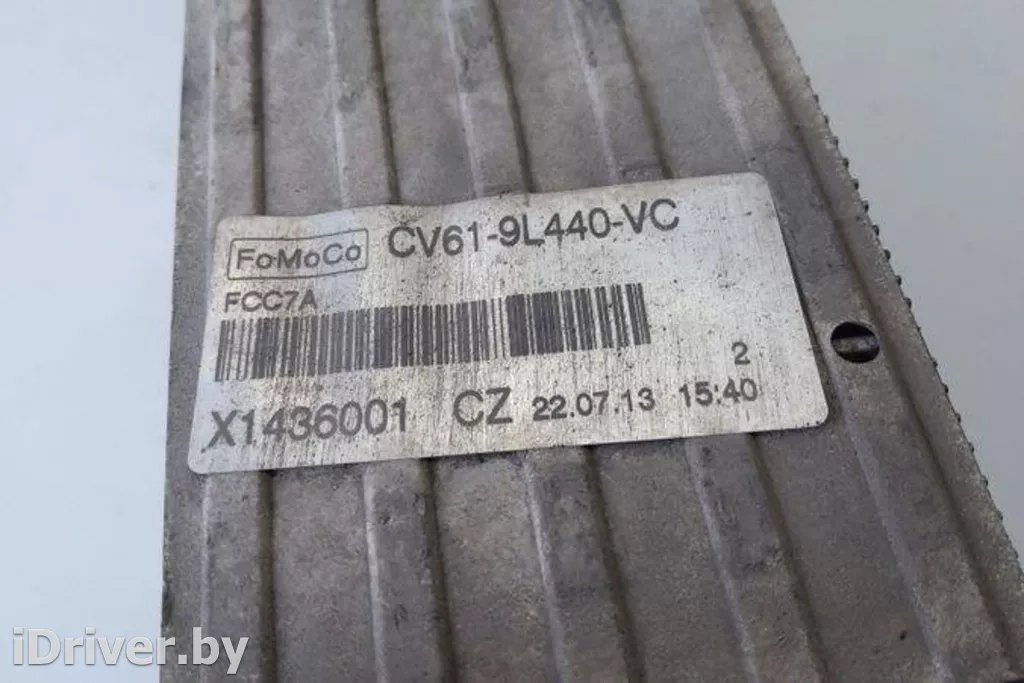 FoMoCo CV61-9L440-VC
FCC7A
2
X1436001 CZ 22.07.13 15:40
iDriver.by